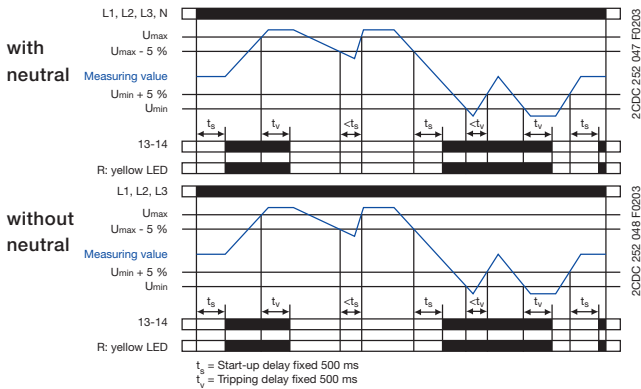 L1, L2, L3, N
with
neutral
Umax
Umax - 5 %
Measuring value
Umin + 5 %
Umin
ts tv <ts ts <tv tv ts
13-14
R: yellow LED
2CDC 252 047 F0203
L1, L2, L3
without
neutral
Umax
Umax - 5 %
Measuring value
Umin + 5 %
Umin
ts tv <ts ts <tv tv ts
13-14
R: yellow LED
2CDC 252 048 F0203
ts = Start-up delay fixed 500 ms
tv = Tripping delay fixed 500 ms